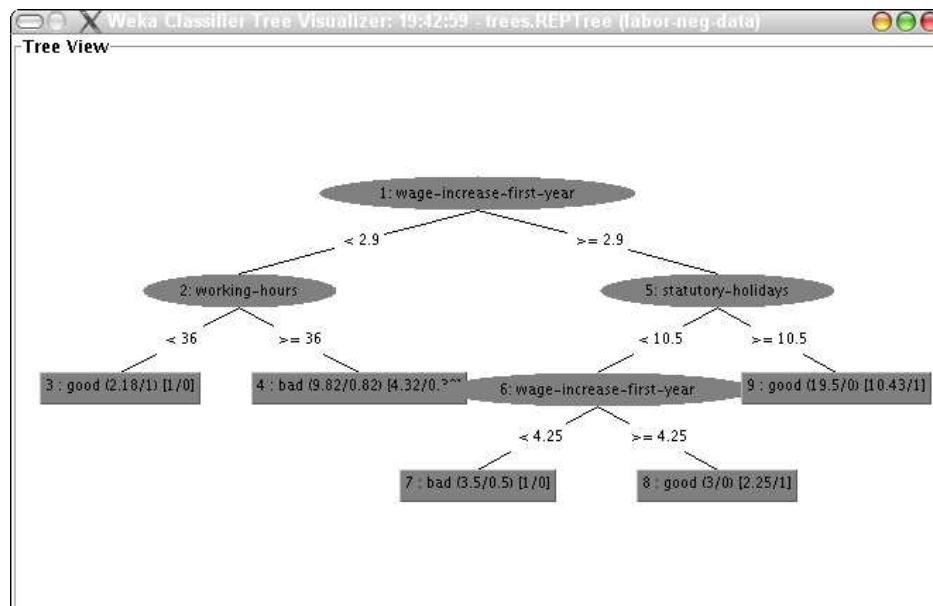 Weka Classifier Tree Visualizer: 19:42:59 - trees.REPTree (labor-neg-data)
Tree View
1: wage-increase-first-year
< 2.9
>= 2.9
2: working-hours
5: statutory-holidays
< 36
>= 36
< 10.5
>= 10.5
3 : good (2.18/1) [1/0]
4 : bad (9.82/0.82)
6: wage-increase-first-year
9 : good (19.5/0) [10.43/1]
< 4.25
>= 4.25
7 : bad (3.5/0.5) [1/0]
8 : good (3/0) [2.25/1]